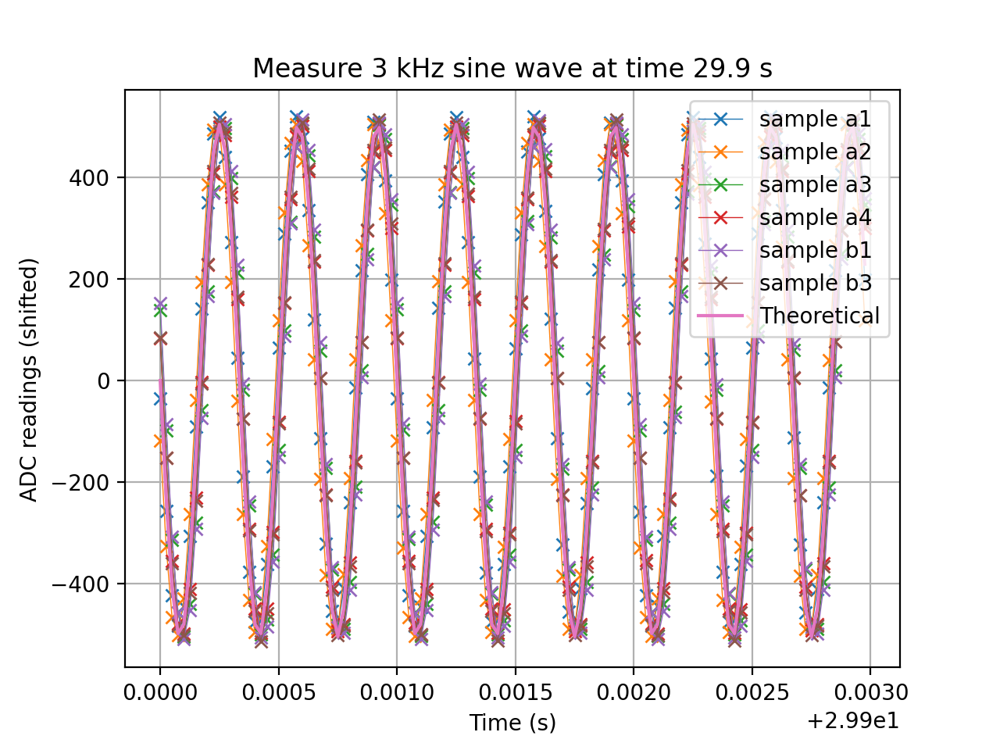 Measure 3 kHz sine wave at time 29.9 s
sample a1
sample a2
sample a3
sample a4
sample b1
sample b3
Theoretical
ADC readings (shifted)
400
200
0
−200
−400
0.0000 0.0005 0.0010 0.0015 0.0020 0.0025 0.0030
Time (s)
+2.99e1